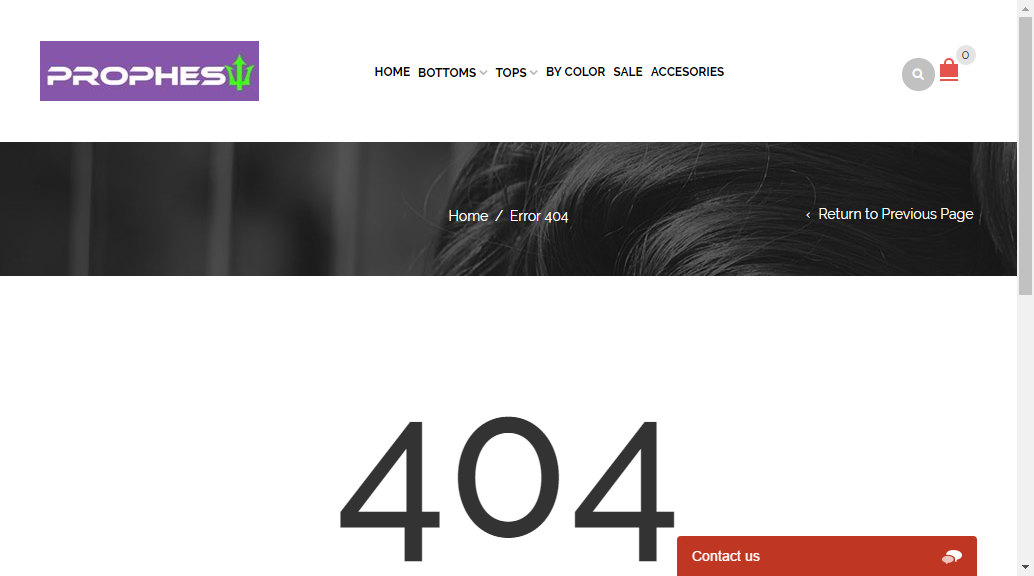 PROPHESY
HOME BOTTOMS TOPS BY COLOR SALE ACCESORIES
0
Home / Error 404
‹ Return to Previous Page
404
Contact us